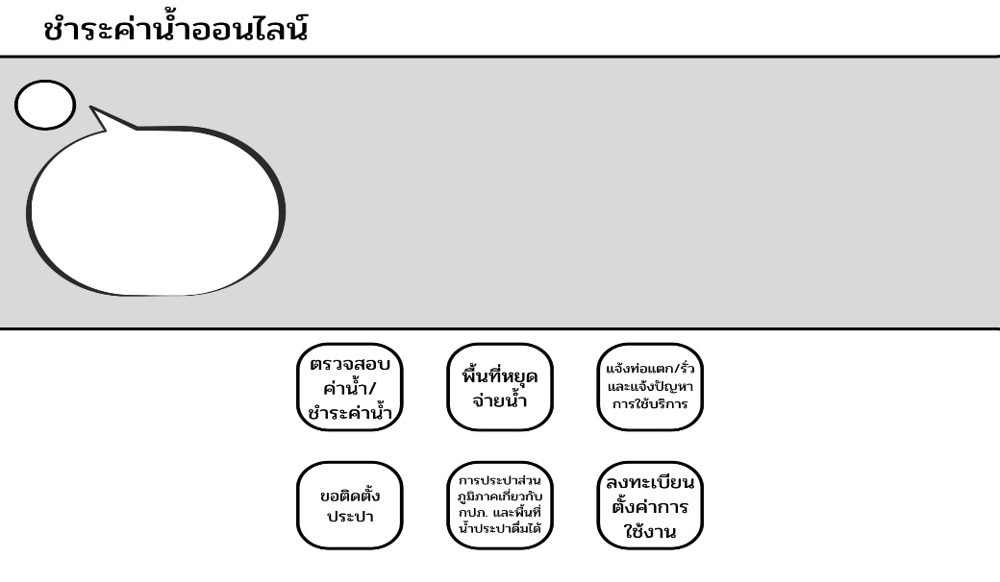 ชำระค่าน้ำออนไลน์
ตรวจสอบ
ค่าน้ำ/
ชำระค่าน้ำ
พื้นที่หยุด
จ่ายน้ำ
แจ้งท่อแตก/รั่ว
และแจ้งปัญหา
การใช้บริการ
ขอติดตั้ง
ประปา
การประปาส่วน
ภูมิภาคเกี่ยวกับ
กปภ. และพื้นที่
น้ำประปาดื่มได้
ลงทะเบียน
ตั้งค่าการ
ใช้งาน